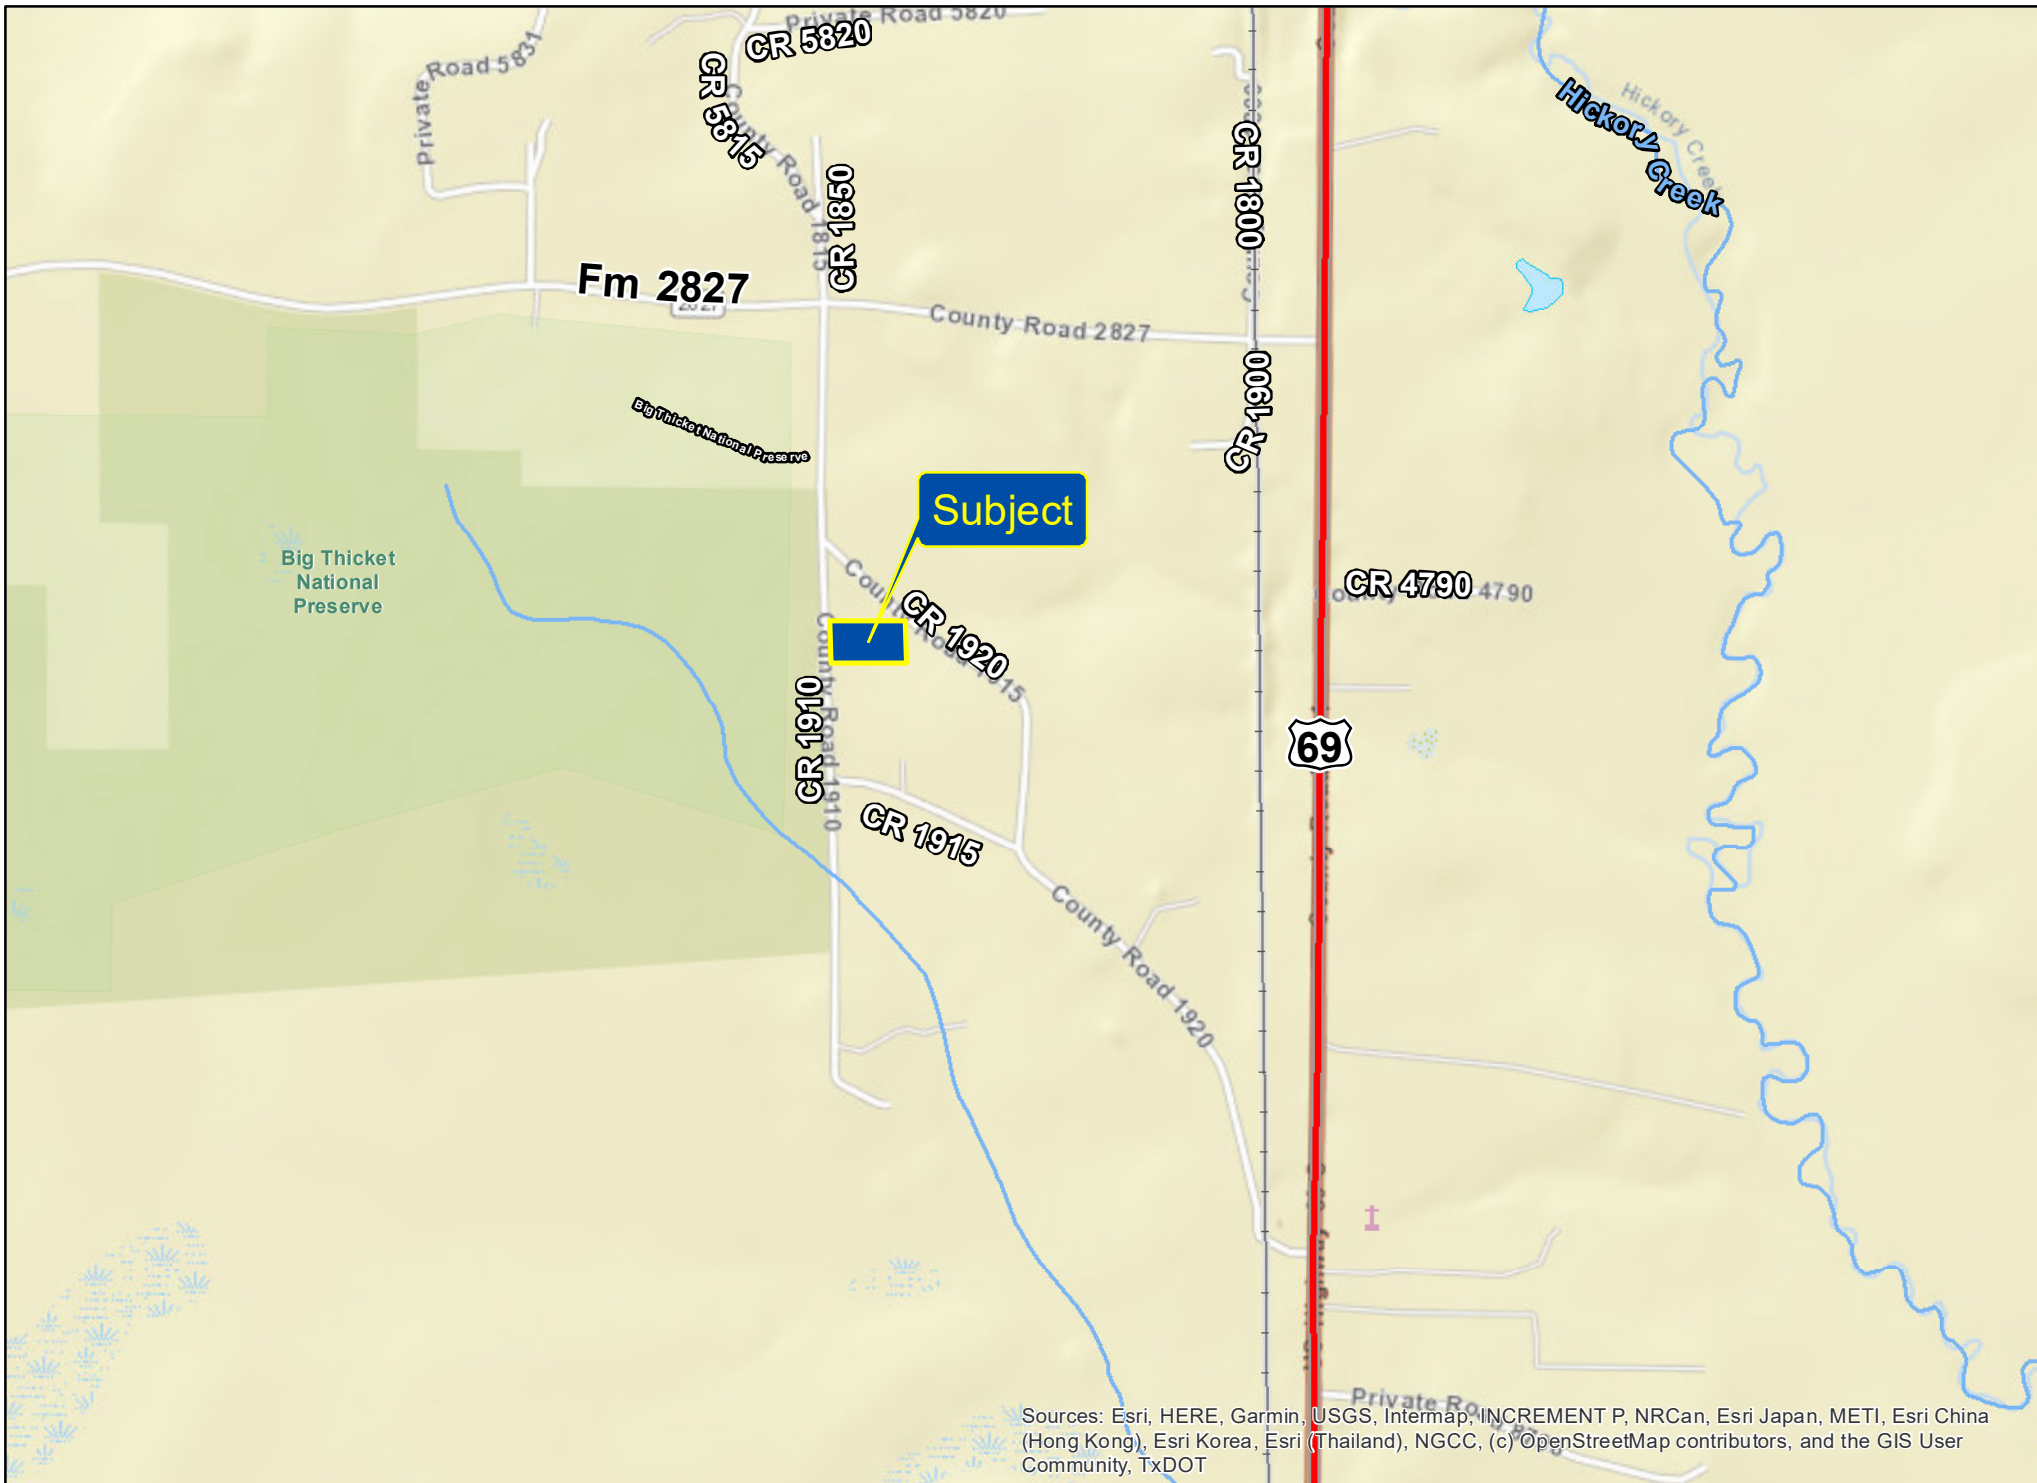 Private Road 5820
CR 5820
Private Road 5831
CR 5815
County Road 1815
CR 1850
CR 1800
Hickory Creek
Hickory Creek
Fm 2827
2827
County Road 2827
CR 1900
Big Thicket National Preserve
Subject
Big Thicket
National
Preserve
CR 4790
County Road 4790
CR 1920
County Road 1915
CR 1910
County Road 1910
69
CR 1915
County Road 1920
Private Road
Sources: Esri, HERE, Garmin, USGS, Intermap, INCREMENT P, NRCan, Esri Japan, METI, Esri China
(Hong Kong), Esri Korea, Esri (Thailand), NGCC, (c) OpenStreetMap contributors, and the GIS User
Community, TxDOT